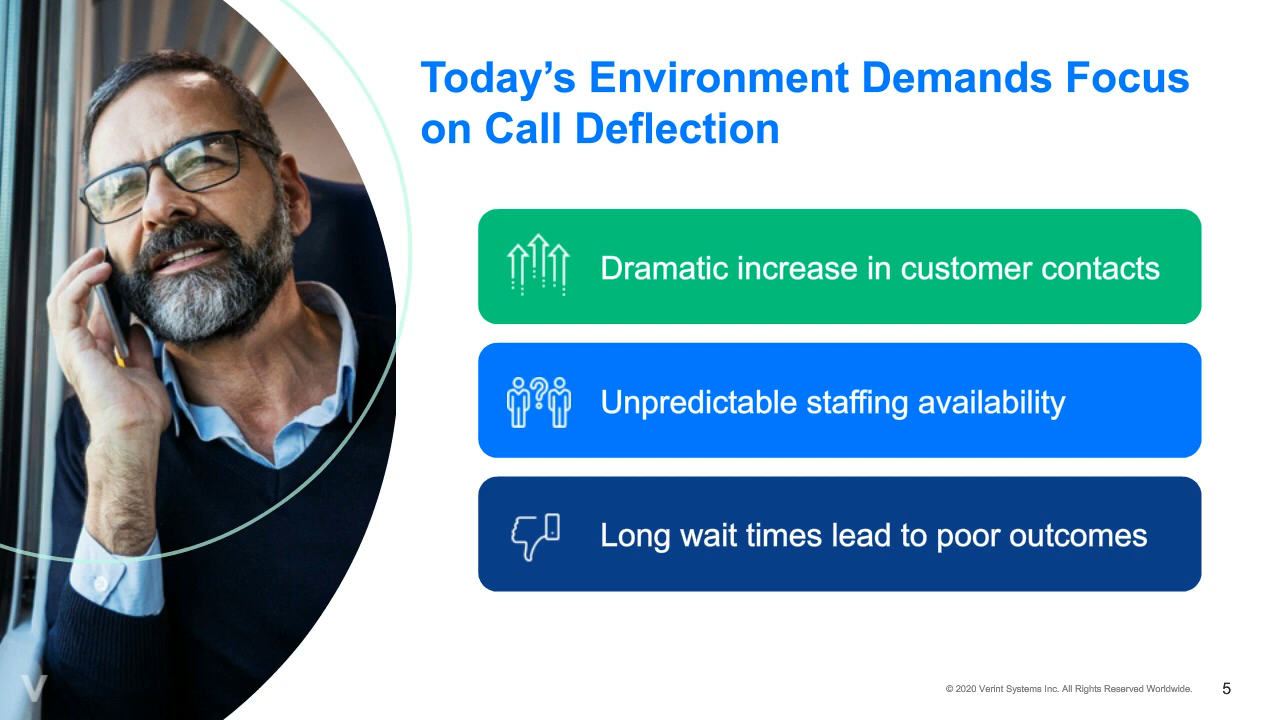 Today’s Environment Demands Focus
on Call Deflection
Dramatic increase in customer contacts
Unpredictable staffing availability
Long wait times lead to poor outcomes
V
© 2020 Verint Systems Inc. All Rights Reserved Worldwide.
5